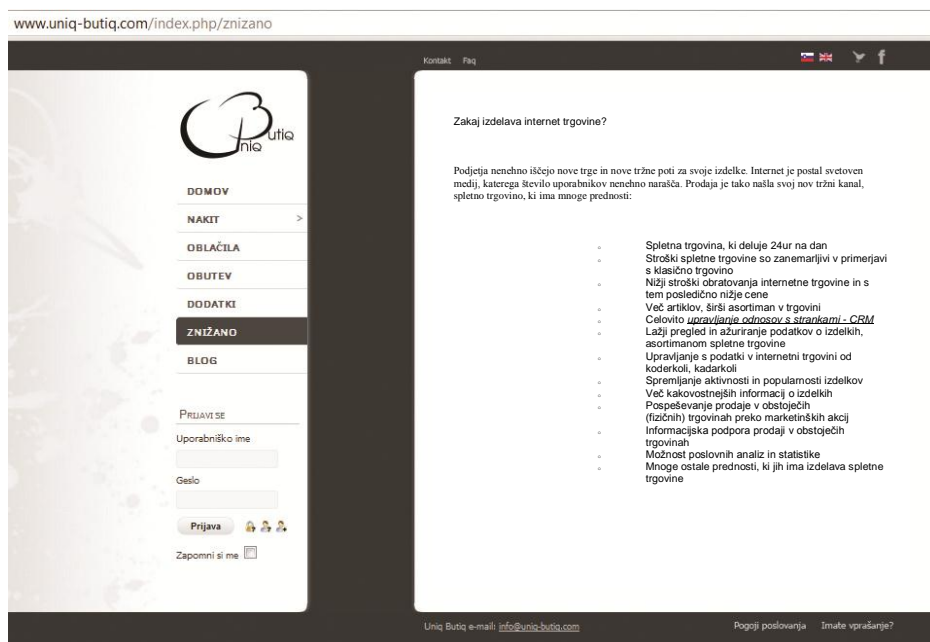 www.uniq-butiq.com/index.php/znizano
Kontakt Faq
Uniq Butiq
DOMOV
NAKIT >
OBLAČILA
OBUTEV
DODATKI
ZNIŽANO
BLOG
PRIJAVI SE
Uporabniško ime
Geslo
Prijava
Zapomni si me
Zakaj izdelava internet trgovine?
Podjetja nenehno iščejo nove trge in nove tržne poti za svoje izdelke. Internet je postal svetoven
medij, katerega število uporabnikov nenehno narašča. Prodaja je tako našla svoj nov tržni kanal,
spletno trgovino, ki ima mnoge prednosti:
Spletna trgovina, ki deluje 24ur na dan
Stroški spletne trgovine so zanemarljivi v primerjavi
s klasično trgovino
Nižji stroški obratovanja internetne trgovine in s
tem posledično nižje cene
Več artiklov, širši asortiman v trgovini
Celovito upravljanje odnosov s strankami - CRM
Lažji pregled in ažuriranje podatkov o izdelkih,
asortimanom spletne trgovine
Upravljanje s podatki v internetni trgovini od
koderkoli, kadarkoli
Spremljanje aktivnosti in popularnosti izdelkov
Več kakovostnejših informacij o izdelkih
Pospeševanje prodaje v obstoječih
(fizičnih) trgovinah preko marketinških akcij
Informacijska podpora prodaji v obstoječih
trgovinah
Možnost poslovnih analiz in statistike
Mnoge ostale prednosti, ki jih ima izdelava spletne
trgovine
Uniq Butiq e-mail: info@uniq-butiq.com
Pogoji poslovanja Imate vprašanje?